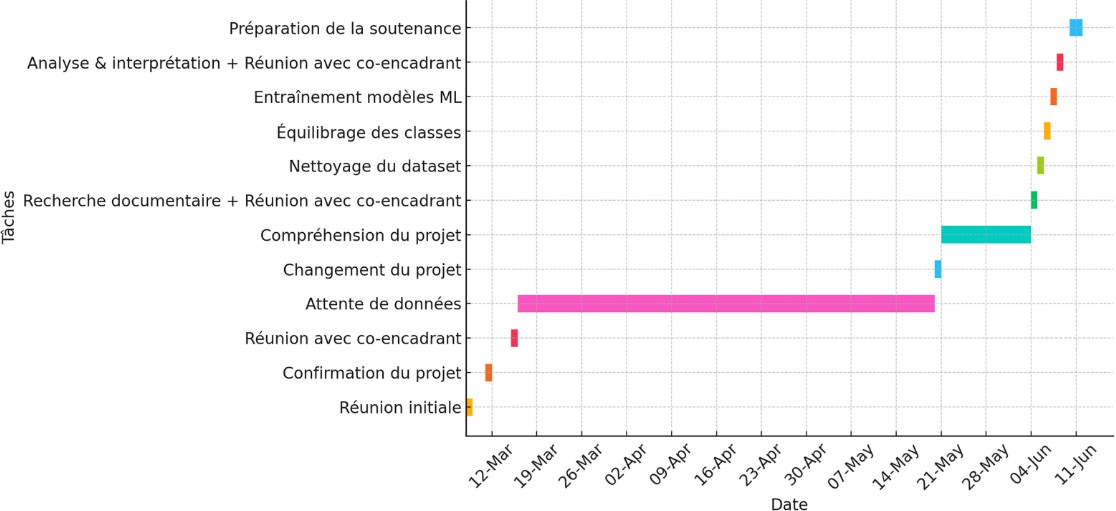 Préparation de la soutenance
Analyse & interprétation + Réunion avec co-encadrant
Entraînement modèles ML
Équilibrage des classes
Nettoyage du dataset
Recherche documentaire + Réunion avec co-encadrant
Compréhension du projet
Changement du projet
Attente de données
Réunion avec co-encadrant
Confirmation du projet
Réunion initiale
Tâches
12-Mar
19-Mar
26-Mar
02-Apr
09-Apr
16-Apr
23-Apr
30-Apr
07-May
14-May
21-May
28-May
04-Jun
11-Jun
Date